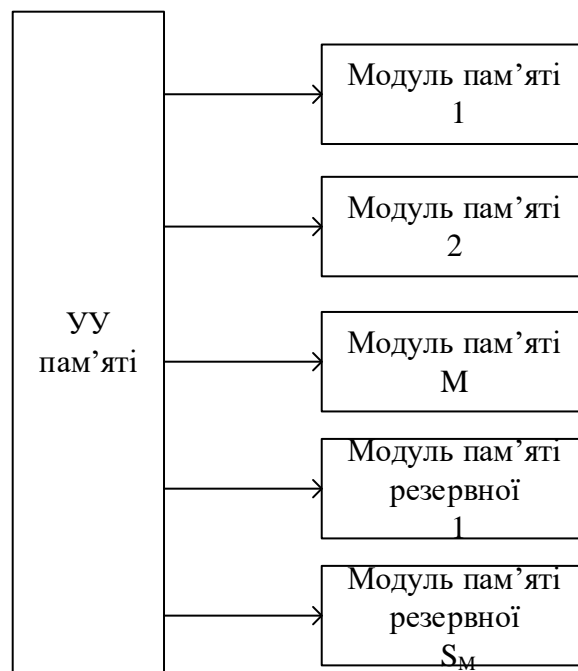 Модуль пам’яті
1
Модуль пам’яті
2
УУ
пам’яті
Модуль пам’яті
М
Модуль пам’яті
резервної
1
Модуль пам’яті
резервної
Sм